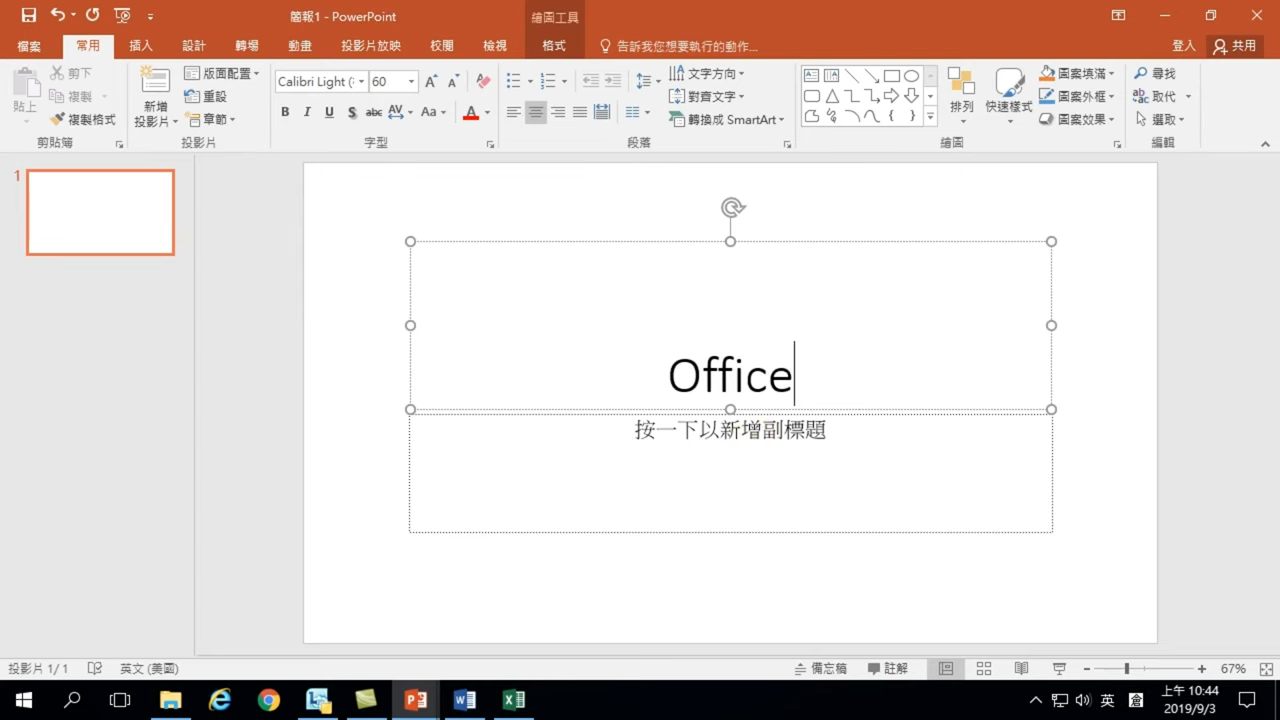 簡報1 - PowerPoint
繪圖工具
檔案
常用
插入
設計
轉場
動畫
投影片放映
校閱
檢視
格式
告訴我您想要執行的動作...
登入
共用
貼上
剪下
複製
複製格式
剪貼簿
新增
投影片
版面配置
重設
章節
投影片
Calibri Light (
60
B I U S abc AV Aa A
字型
文字方向
對齊文字
轉換成 SmartArt
段落
排列
快速樣式
圖案填滿
圖案外框
圖案效果
繪圖
尋找
取代
選取
編輯
1
Office
按一下以新增副標題
投影片 1/1
英文 (美國)
備忘稿
註解
67%
英
上午 10:44
2019/9/3